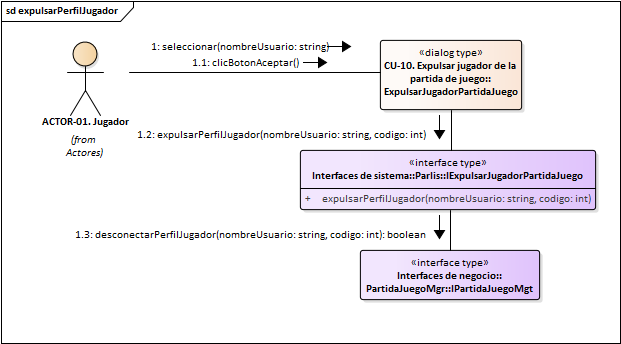 sd expulsarPerfilJugador
1: seleccionar(nombreUsuario: string)
1.1: clicBotonAceptar()
«dialog type»
CU-10. Expulsar jugador de la
partida de juego::
ExpulsarJugadorPartidaJuego
ACTOR-01. Jugador
(from
Actores)
1.2: expulsarPerfilJugador(nombreUsuario: string, codigo: int)
«interface type»
Interfaces de sistema::Parlis::IExpulsarJugadorPartidaJuego
+ expulsarPerfilJugador(nombreUsuario: string, codigo: int)
1.3: desconectarPerfilJugador(nombreUsuario: string, codigo: int): boolean
«interface type»
Interfaces de negocio::
PartidaJuegoMgr::IPartidaJuegoMgt